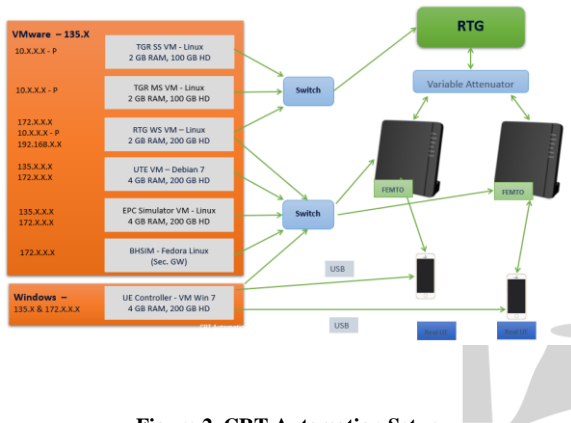 VMware – 135.X
10.X.X.X - P
TGR SS VM - Linux
2 GB RAM, 100 GB HD
10.X.X.X - P
TGR MS VM - Linux
2 GB RAM, 100 GB HD
172.X.X.X
10.X.X.X - P
192.168.X.X
RTG WS VM – Linux
2 GB RAM, 200 GB HD
135.X.X.X
172.X.X.X
UTE VM – Debian 7
4 GB RAM, 200 GB HD
135.X.X.X
172.X.X.X
EPC Simulator VM - Linux
4 GB RAM, 200 GB HD
172.X.X.X
BHSIM - Fedora Linux
(Sec. GW)
Windows –
135.X & 172.X.X.X
UE Controller - VM Win 7
4 GB RAM, 200 GB HD
Switch
Switch
RTG
Variable Attenuator
FEMTO
FEMTO
USB
USB
Real UE
Real UE